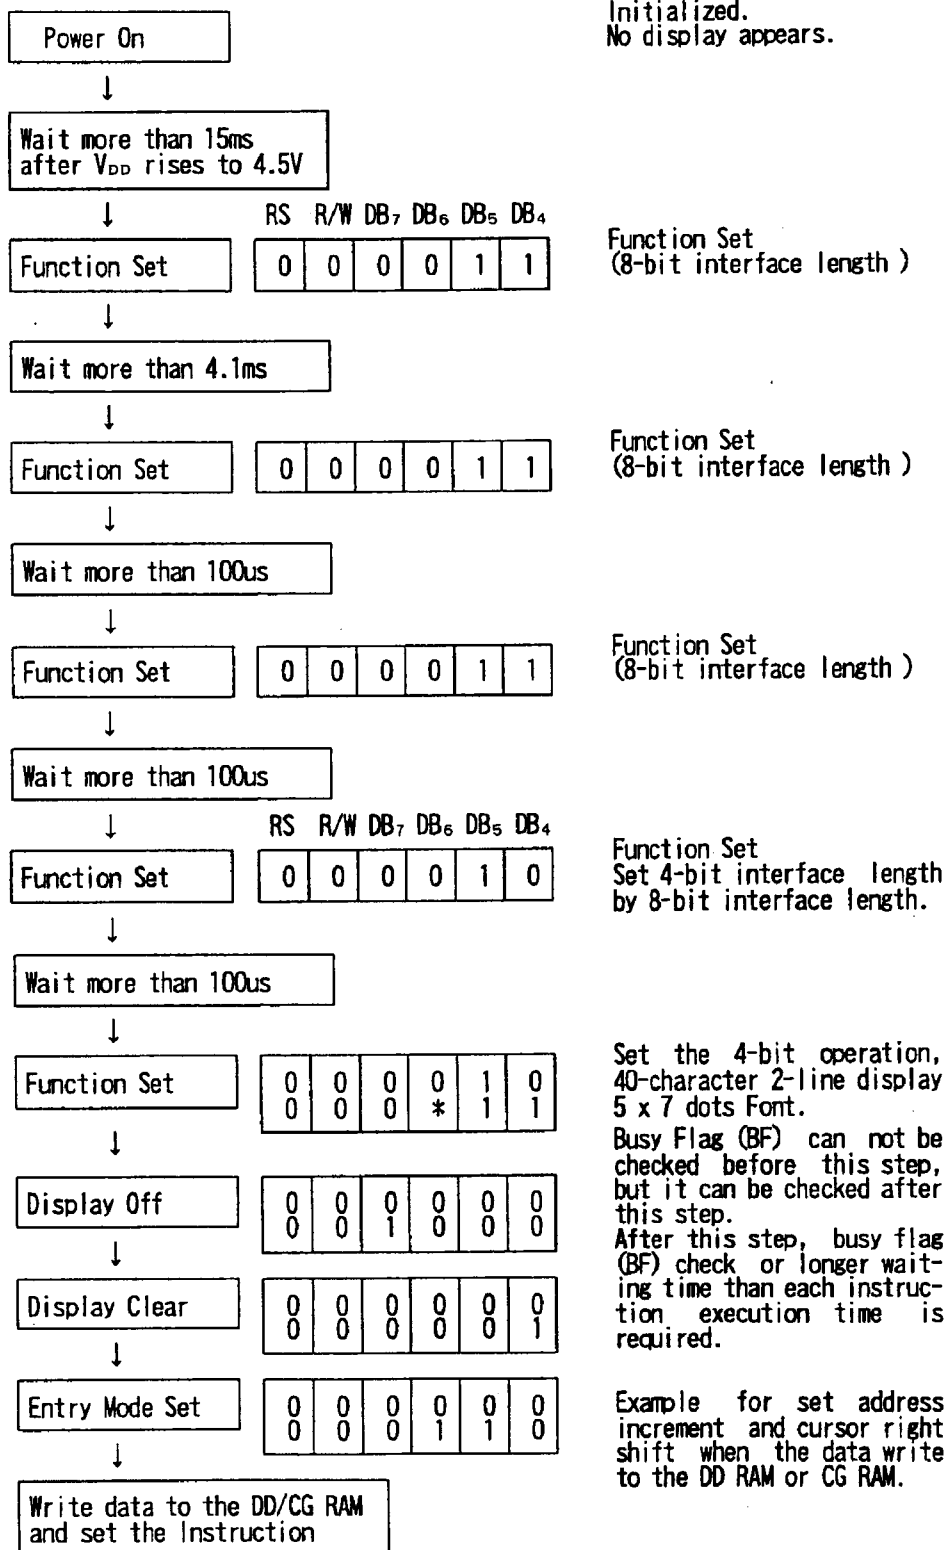 Initialized.
Power On
No display appears.
↓
Wait more than 15ms
after VDD rises to 4.5V
↓ RS R/W DB7 DB6 DB5 DB4
Function Set 0 0 0 0 1 1
Function Set
(8-bit interface length )
↓
Wait more than 4.1ms
↓
Function Set 0 0 0 0 1 1
Function Set
(8-bit interface length )
↓
Wait more than 100us
↓
Function Set 0 0 0 0 1 1
Function Set
(8-bit interface length )
↓
Wait more than 100us
↓ RS R/W DB7 DB6 DB5 DB4
Function Set 0 0 0 0 1 0
Function Set
Set 4-bit interface length
by 8-bit interface length.
↓
Wait more than 100us
↓
Function Set 0 0 0 0 1 0
0 0 0 * 1 1
Set the 4-bit operation,
40-character 2-line display
5 x 7 dots Font.
Busy Flag (BF) can not be
checked before this step,
but it can be checked after
this step.
↓
Display Off 0 0 0 0 0 0
0 0 1 0 0 0
After this step, busy flag
(BF) check or longer wait-
ing time than each instruc-
tion execution time is
required.
↓
Display Clear 0 0 0 0 0 0
0 0 0 0 0 1
↓
Entry Mode Set 0 0 0 0 0 0
0 0 0 1 1 0
Example for set address
increment and cursor right
shift when the data write
to the DD RAM or CG RAM.
↓
Write data to the DD/CG RAM
and set the Instruction